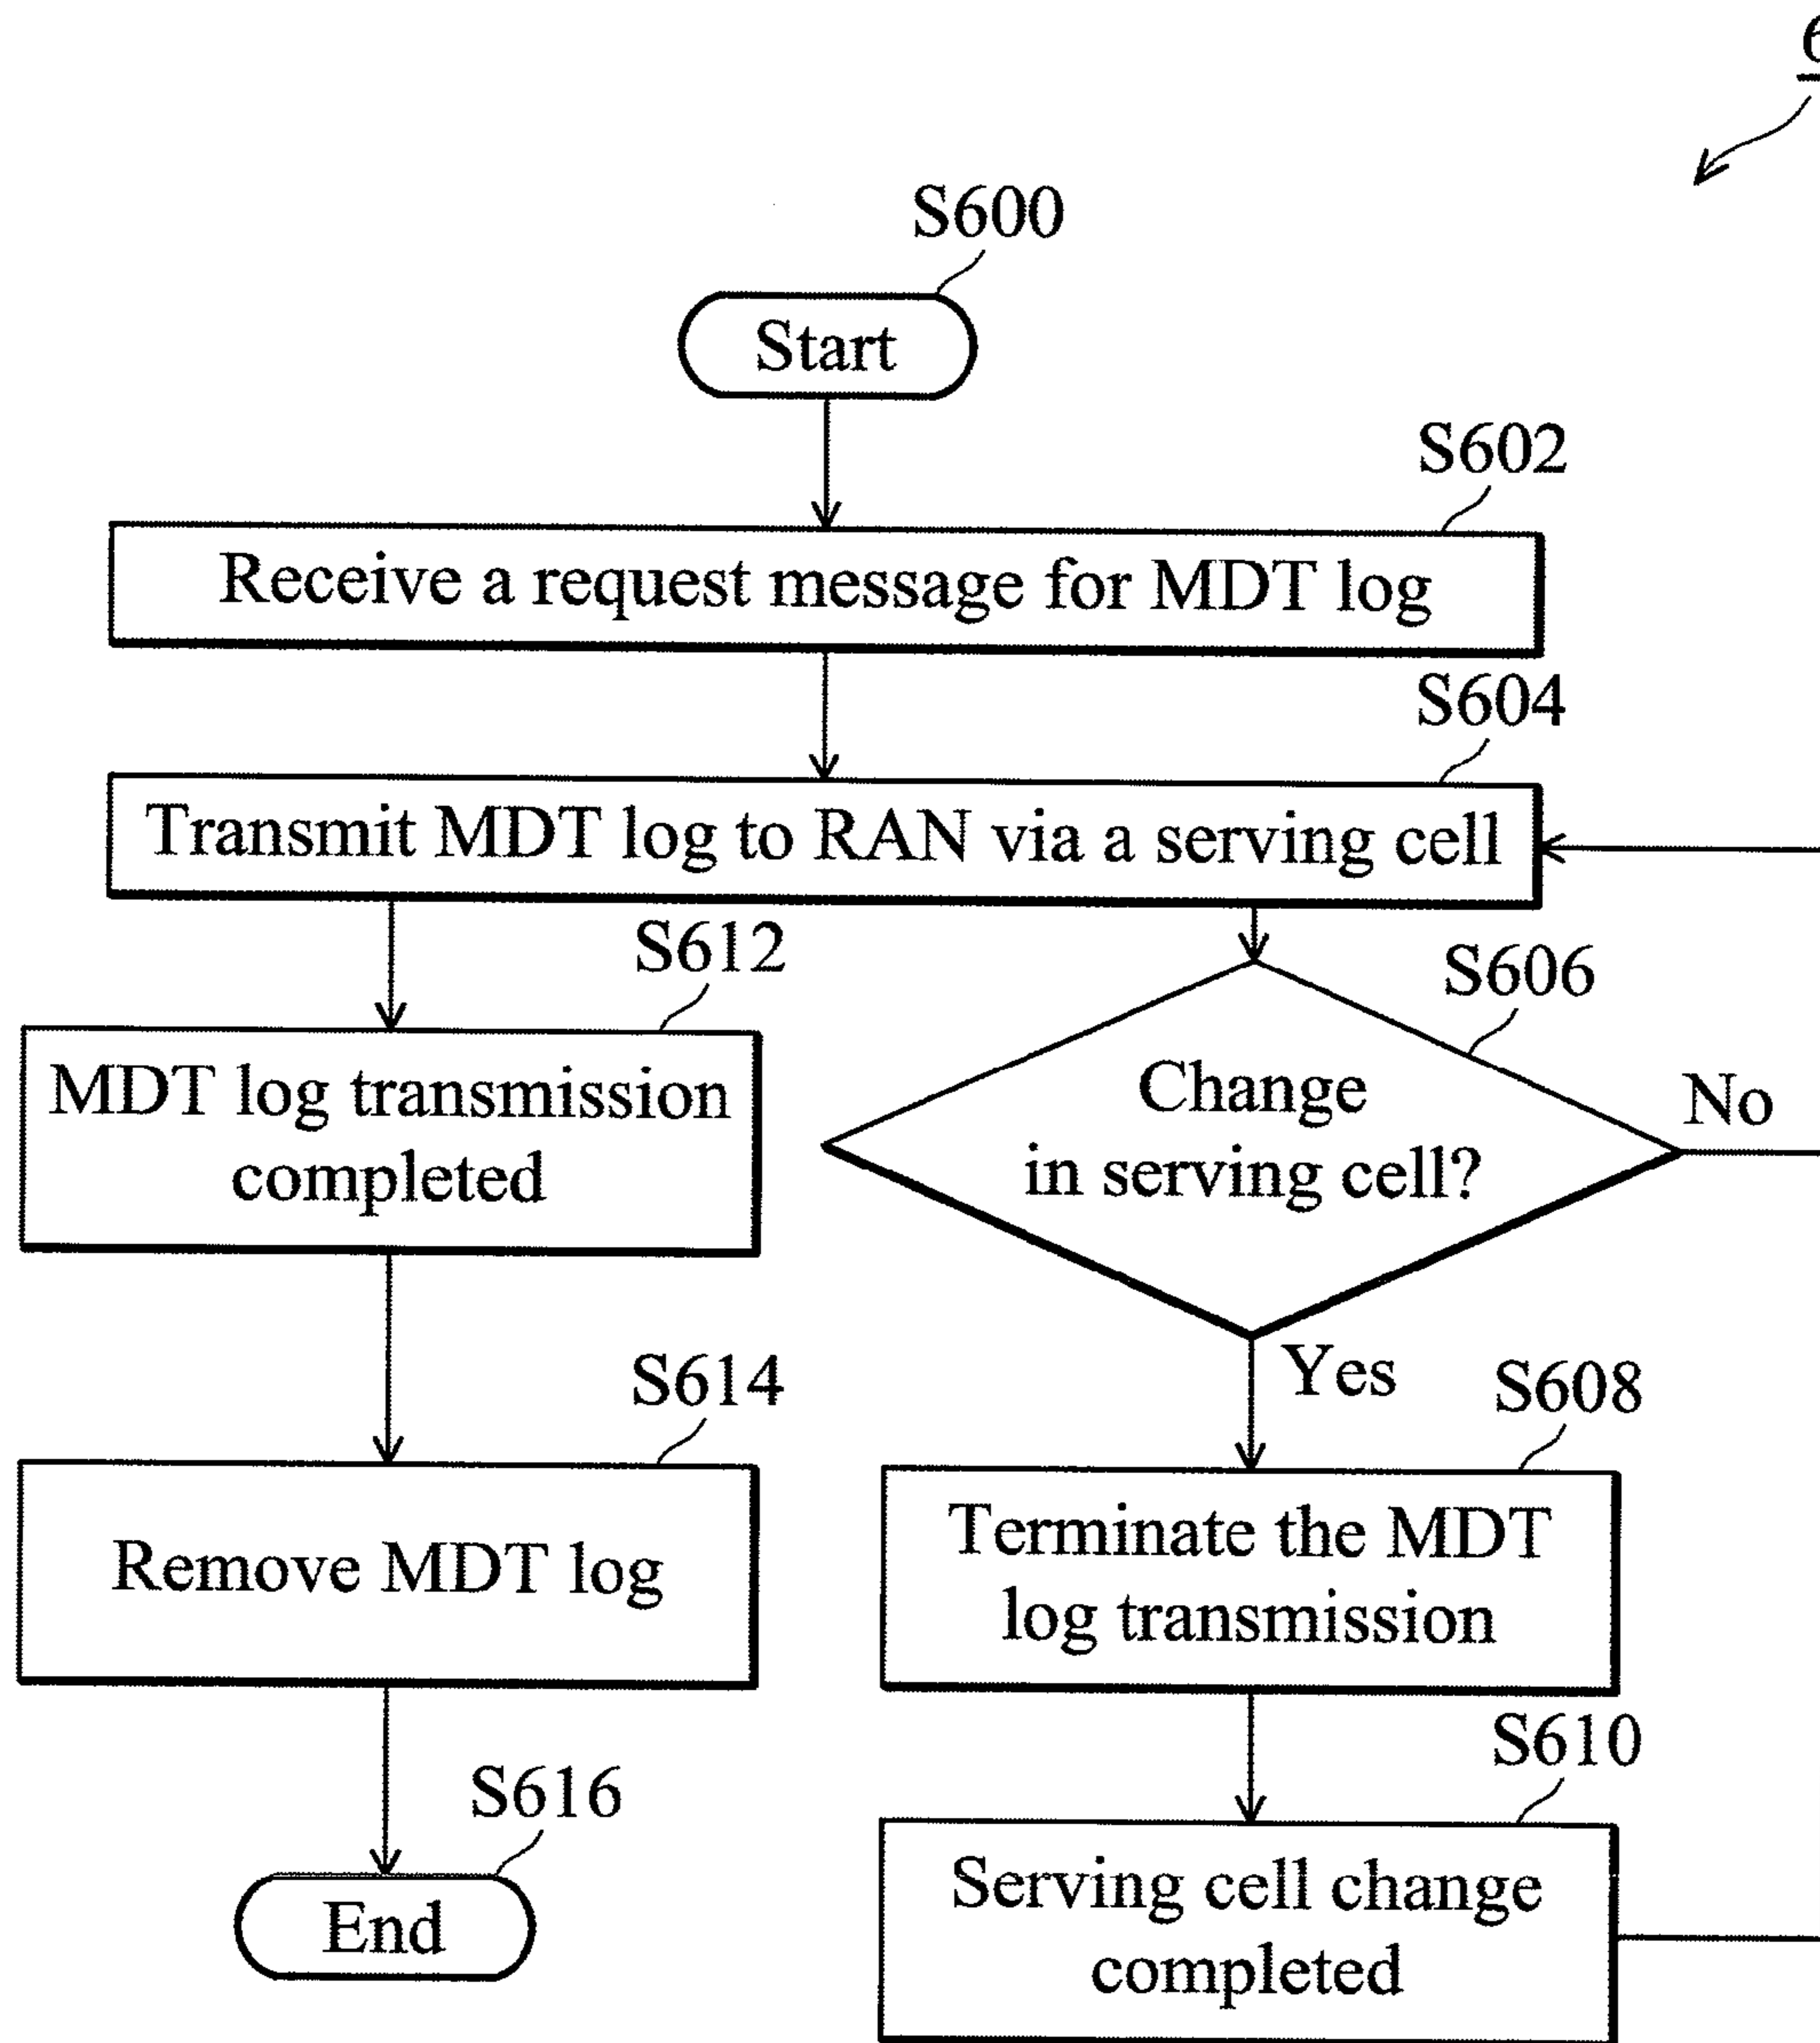 6
S600
Start
S602
Receive a request message for MDT log
S604
Transmit MDT log to RAN via a serving cell
S612
MDT log transmission
completed
S606
Change
in serving cell?
No
Yes
S614
Remove MDT log
S608
Terminate the MDT
log transmission
S616
End
S610
Serving cell change
completed